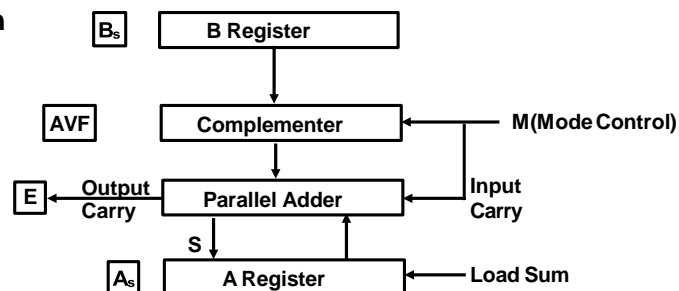 n
Bs
B Register
AVF
Complementer
M(Mode Control)
E
Output
Carry
Parallel Adder
Input
Carry
S
As
A Register
Load Sum